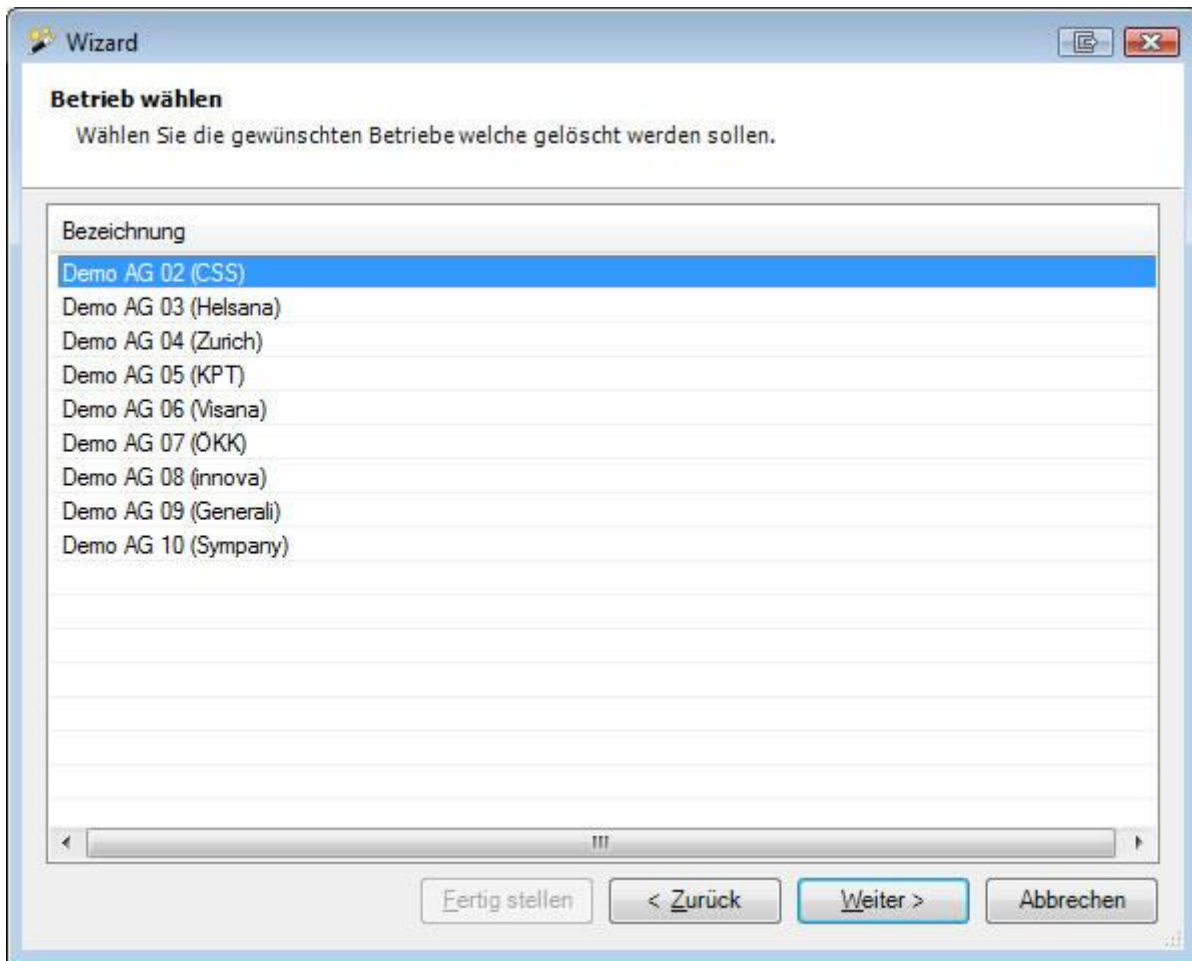 Wizard
Betrieb wählen
Wählen Sie die gewünschten Betriebe welche gelöscht werden sollen.
Bezeichnung
Demo AG 02 (CSS)
Demo AG 03 (Helsana)
Demo AG 04 (Zurich)
Demo AG 05 (KPT)
Demo AG 06 (Visana)
Demo AG 07 (ÖKK)
Demo AG 08 (innova)
Demo AG 09 (Generali)
Demo AG 10 (Sympany)
Fertig stellen < Zurück Weiter > Abbrechen